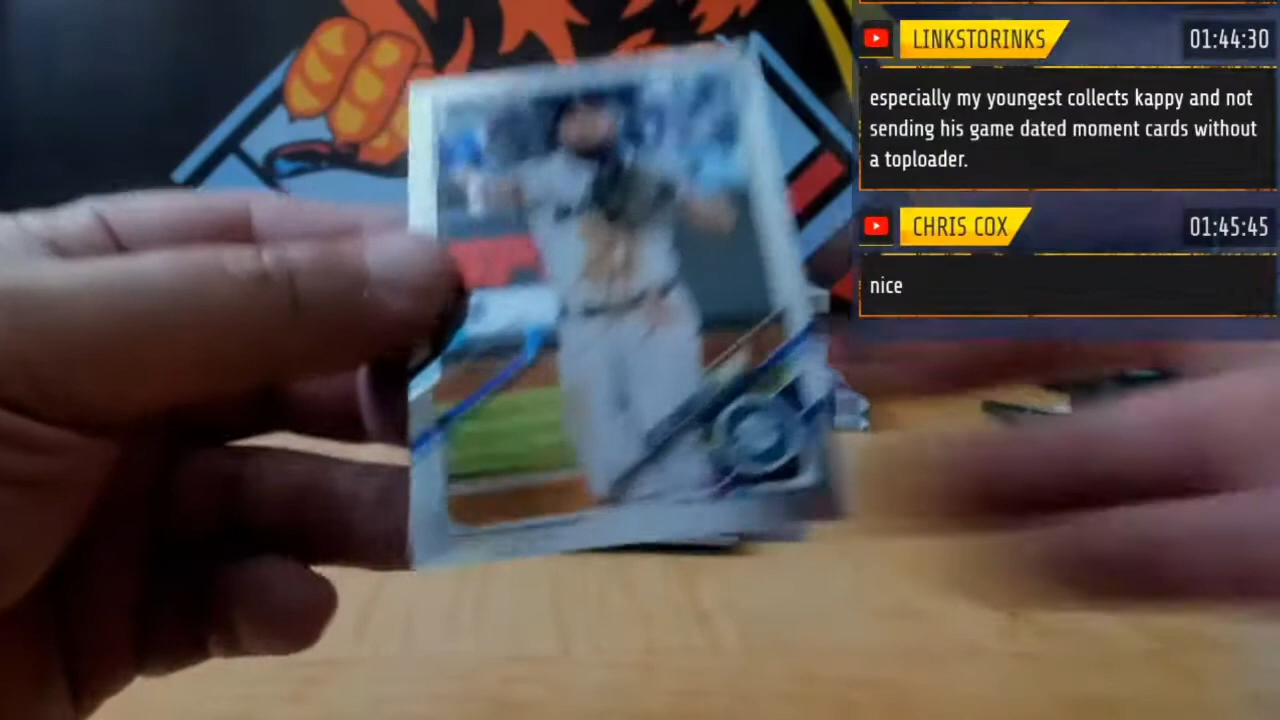 LINKSTORINKS 01:44:30
especially my youngest collects kappy and not
sending his game dated moment cards without
a toploader.
CHRIS COX 01:45:45
nice